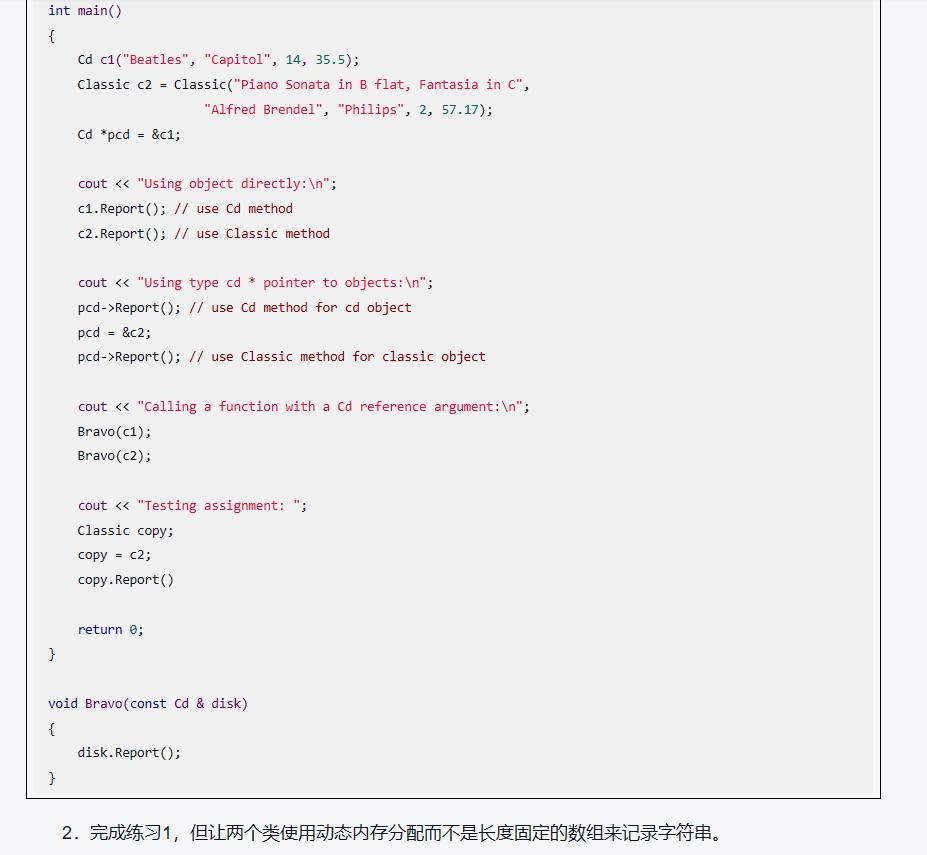 int main()
{
    Cd c1("Beatles", "Capitol", 14, 35.5);
    Classic c2 = Classic("Piano Sonata in B flat, Fantasia in C",
                    "Alfred Brendel", "Philips", 2, 57.17);
    Cd *pcd = &c1;

    cout << "Using object directly:\n";
    c1.Report(); // use Cd method
    c2.Report(); // use Classic method

    cout << "Using type cd * pointer to objects:\n";
    pcd->Report(); // use Cd method for cd object
    pcd = &c2;
    pcd->Report(); // use Classic method for classic object

    cout << "Calling a function with a Cd reference argument:\n";
    Bravo(c1);
    Bravo(c2);

    cout << "Testing assignment: ";
    Classic copy;
    copy = c2;
    copy.Report()

    return 0;
}

void Bravo(const Cd & disk)
{
    disk.Report();
}
2．完成练习1，但让两个类使用动态内存分配而不是长度固定的数组来记录字符串。